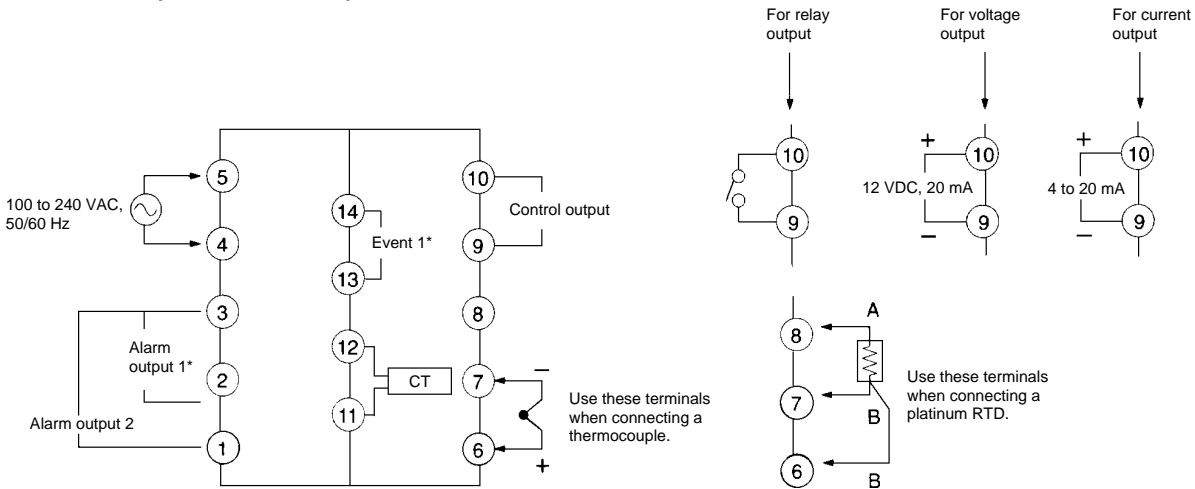 For relay
output
For voltage
output
For current
output
100 to 240 VAC,
50/60 Hz
5
4
3
2
1
Alarm
output 1*
Alarm output 2
14
13
12
11
Event 1*
CT
10
9
8
7
6
Control output
−
+
Use these terminals
when connecting a
thermocouple.
10
9
+
10
12 VDC, 20 mA
9
−
+
10
4 to 20 mA
9
−
8
7
6
A
B
B
Use these terminals
when connecting a
platinum RTD.